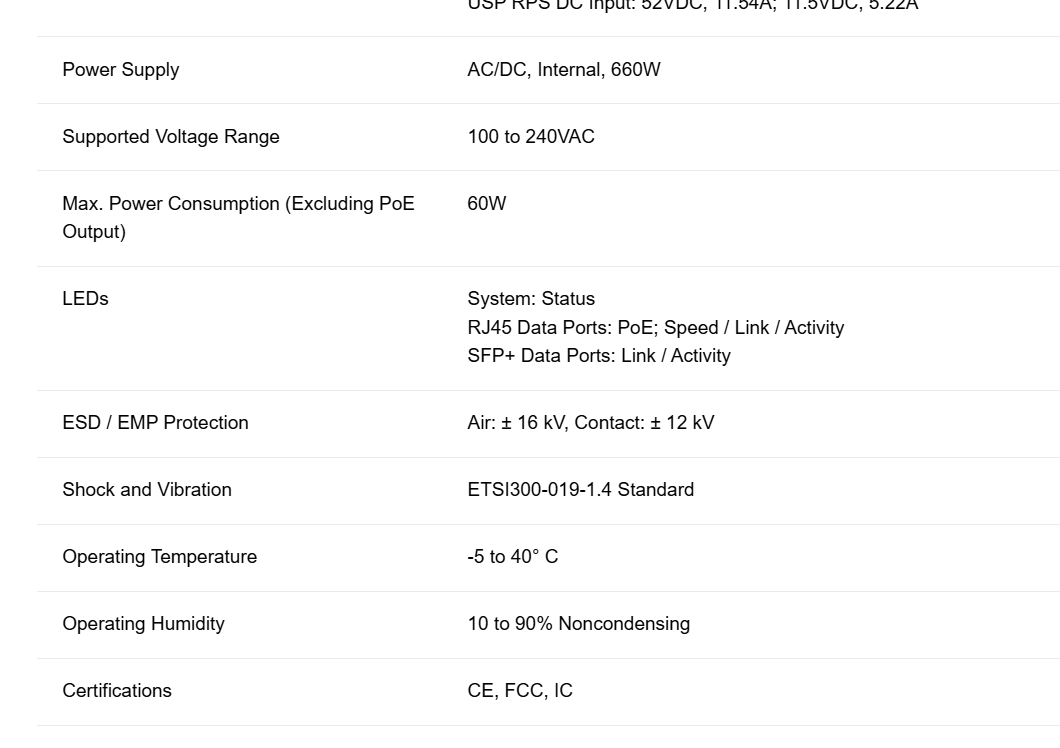 USP RPS DC Input: 52VDC, 11.54A; 11.5VDC, 5.22A
Power Supply
AC/DC, Internal, 660W
Supported Voltage Range
100 to 240VAC
Max. Power Consumption (Excluding PoE
Output)
60W
LEDs
System: Status
RJ45 Data Ports: PoE; Speed / Link / Activity
SFP+ Data Ports: Link / Activity
ESD / EMP Protection
Air: ± 16 kV, Contact: ± 12 kV
Shock and Vibration
ETSI300-019-1.4 Standard
Operating Temperature
-5 to 40° C
Operating Humidity
10 to 90% Noncondensing
Certifications
CE, FCC, IC